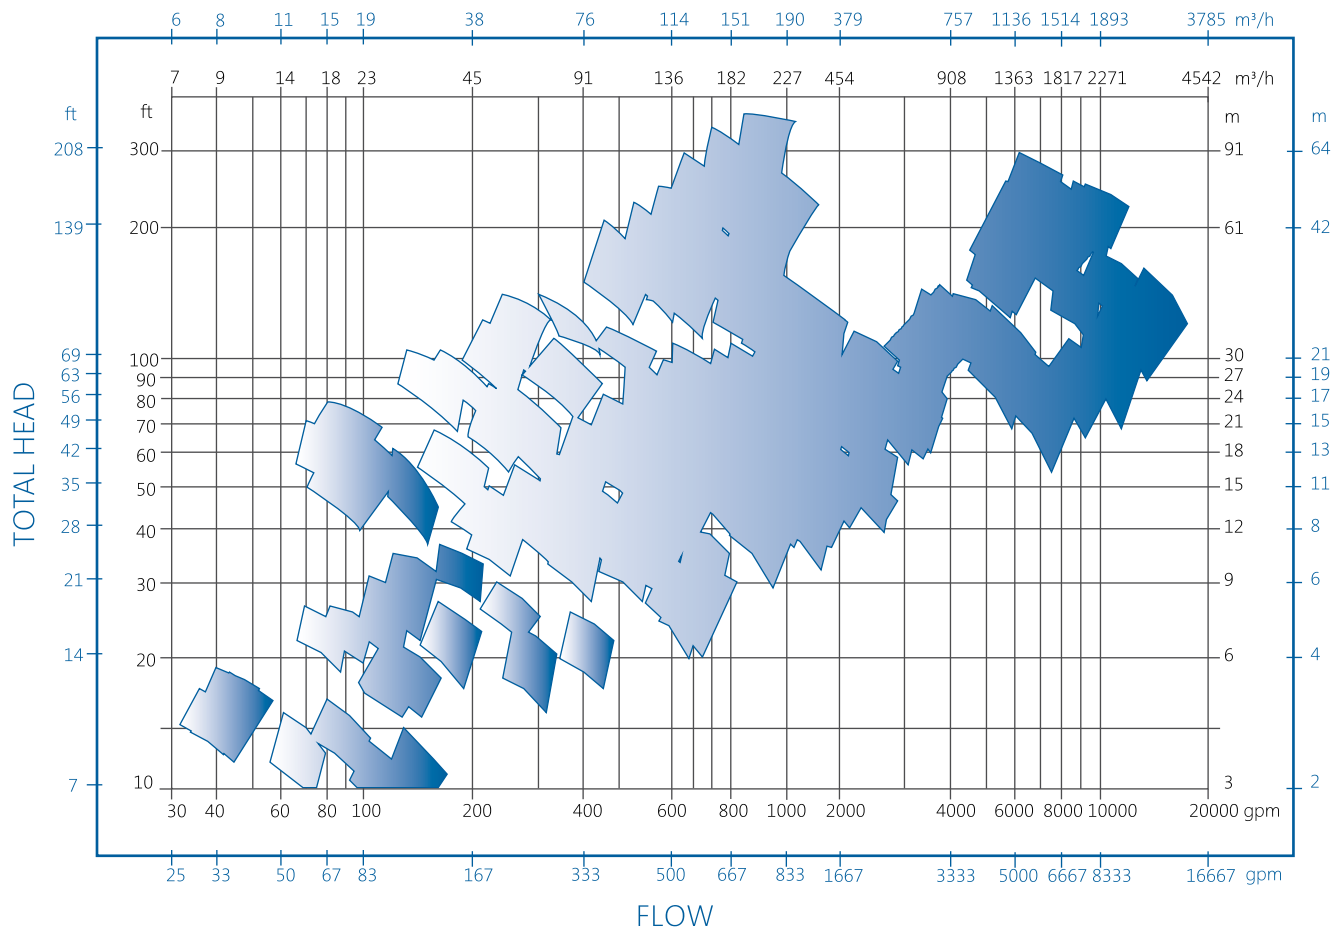 6 8 11 15 19 38 76 114 151 190 379 757 1136 1514 1893 3785 m³/h
7 9 14 18 23 45 91 136 182 227 454 908 1363 1817 2271 4542 m³/h
ft ft m m
208 300 91 64
139 200 61 42
69 100 30 21
63 90 27 19
56 80 24 17
49 70 21 15
42 60 18 13
35 50 15 11
28 40 12 8
21 30 9 6
14 20 6 4
7 10 3 2
TOTAL HEAD
30 40 60 80 100 200 400 600 800 1000 2000 4000 6000 8000 10000 20000 gpm
25 33 50 67 83 167 333 500 667 833 1667 3333 5000 6667 8333 16667 gpm
FLOW